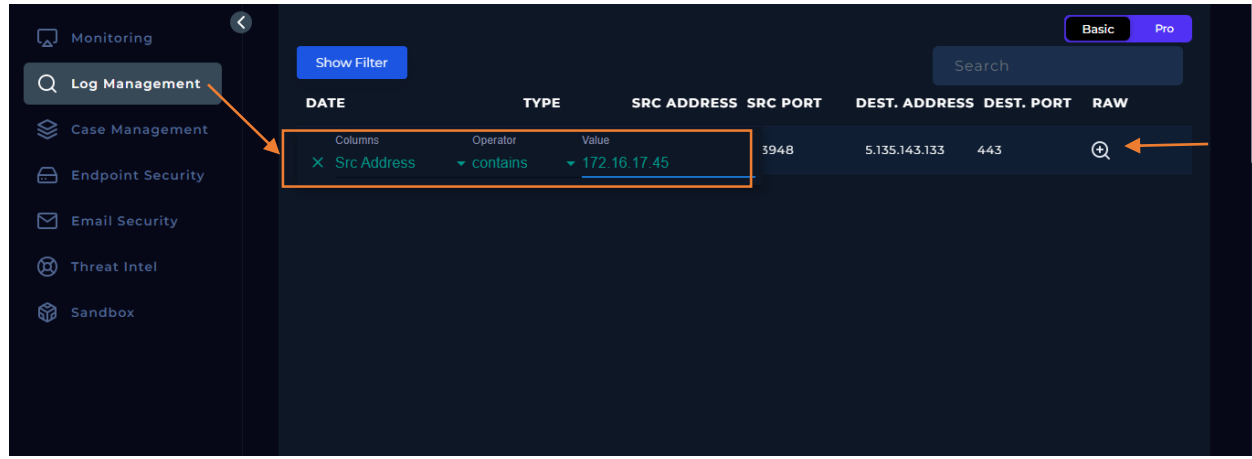 Monitoring
Log Management
Case Management
Endpoint Security
Email Security
Threat Intel
Sandbox
Basic Pro
Show Filter
Search
DATE TYPE SRC ADDRESS SRC PORT DEST. ADDRESS DEST. PORT RAW
Columns Operator Value
Src Address contains 172.16.17.45
3948 5.135.143.133 443